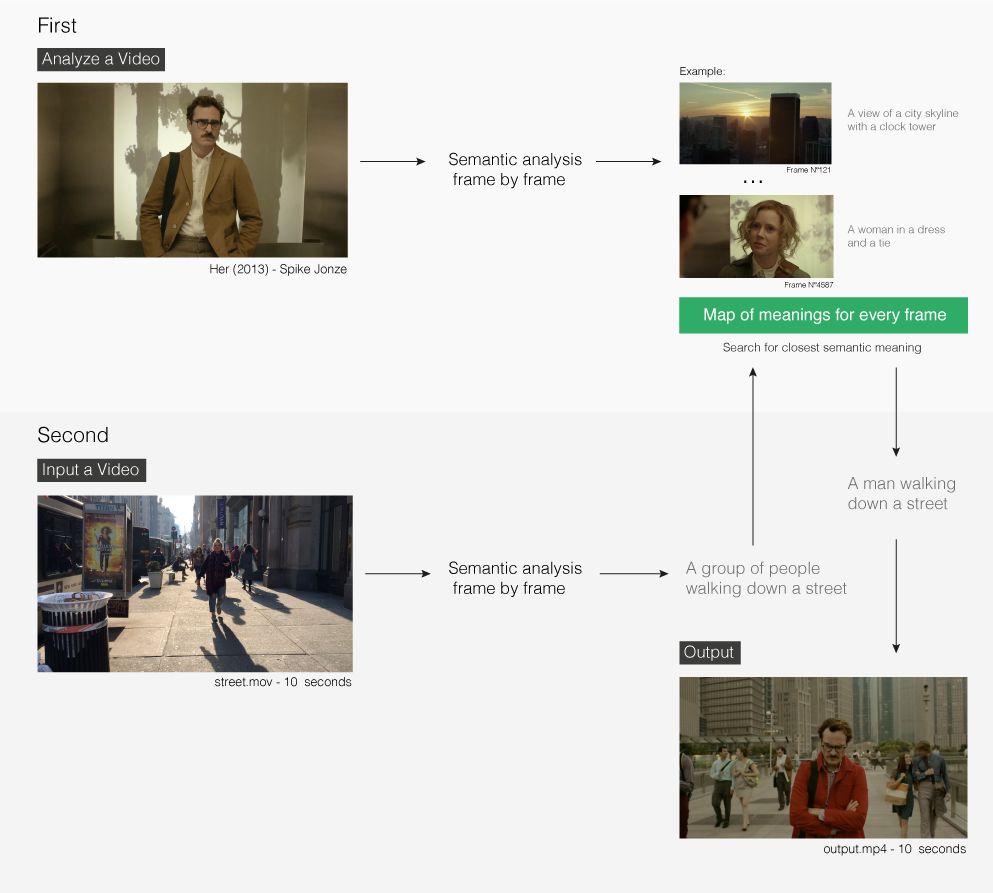 First
Analyze a Video
Her (2013) - Spike Jonze
Semantic analysis
frame by frame
Example:
A view of a city skyline
with a clock tower
Frame Nº121
...
A woman in a dress
and a tie
Frame Nº4587
Map of meanings for every frame
Search for closest semantic meaning
Second
Input a Video
street.mov - 10 seconds
Semantic analysis
frame by frame
A group of people
walking down a street
A man walking
down a street
Output
output.mp4 - 10 seconds